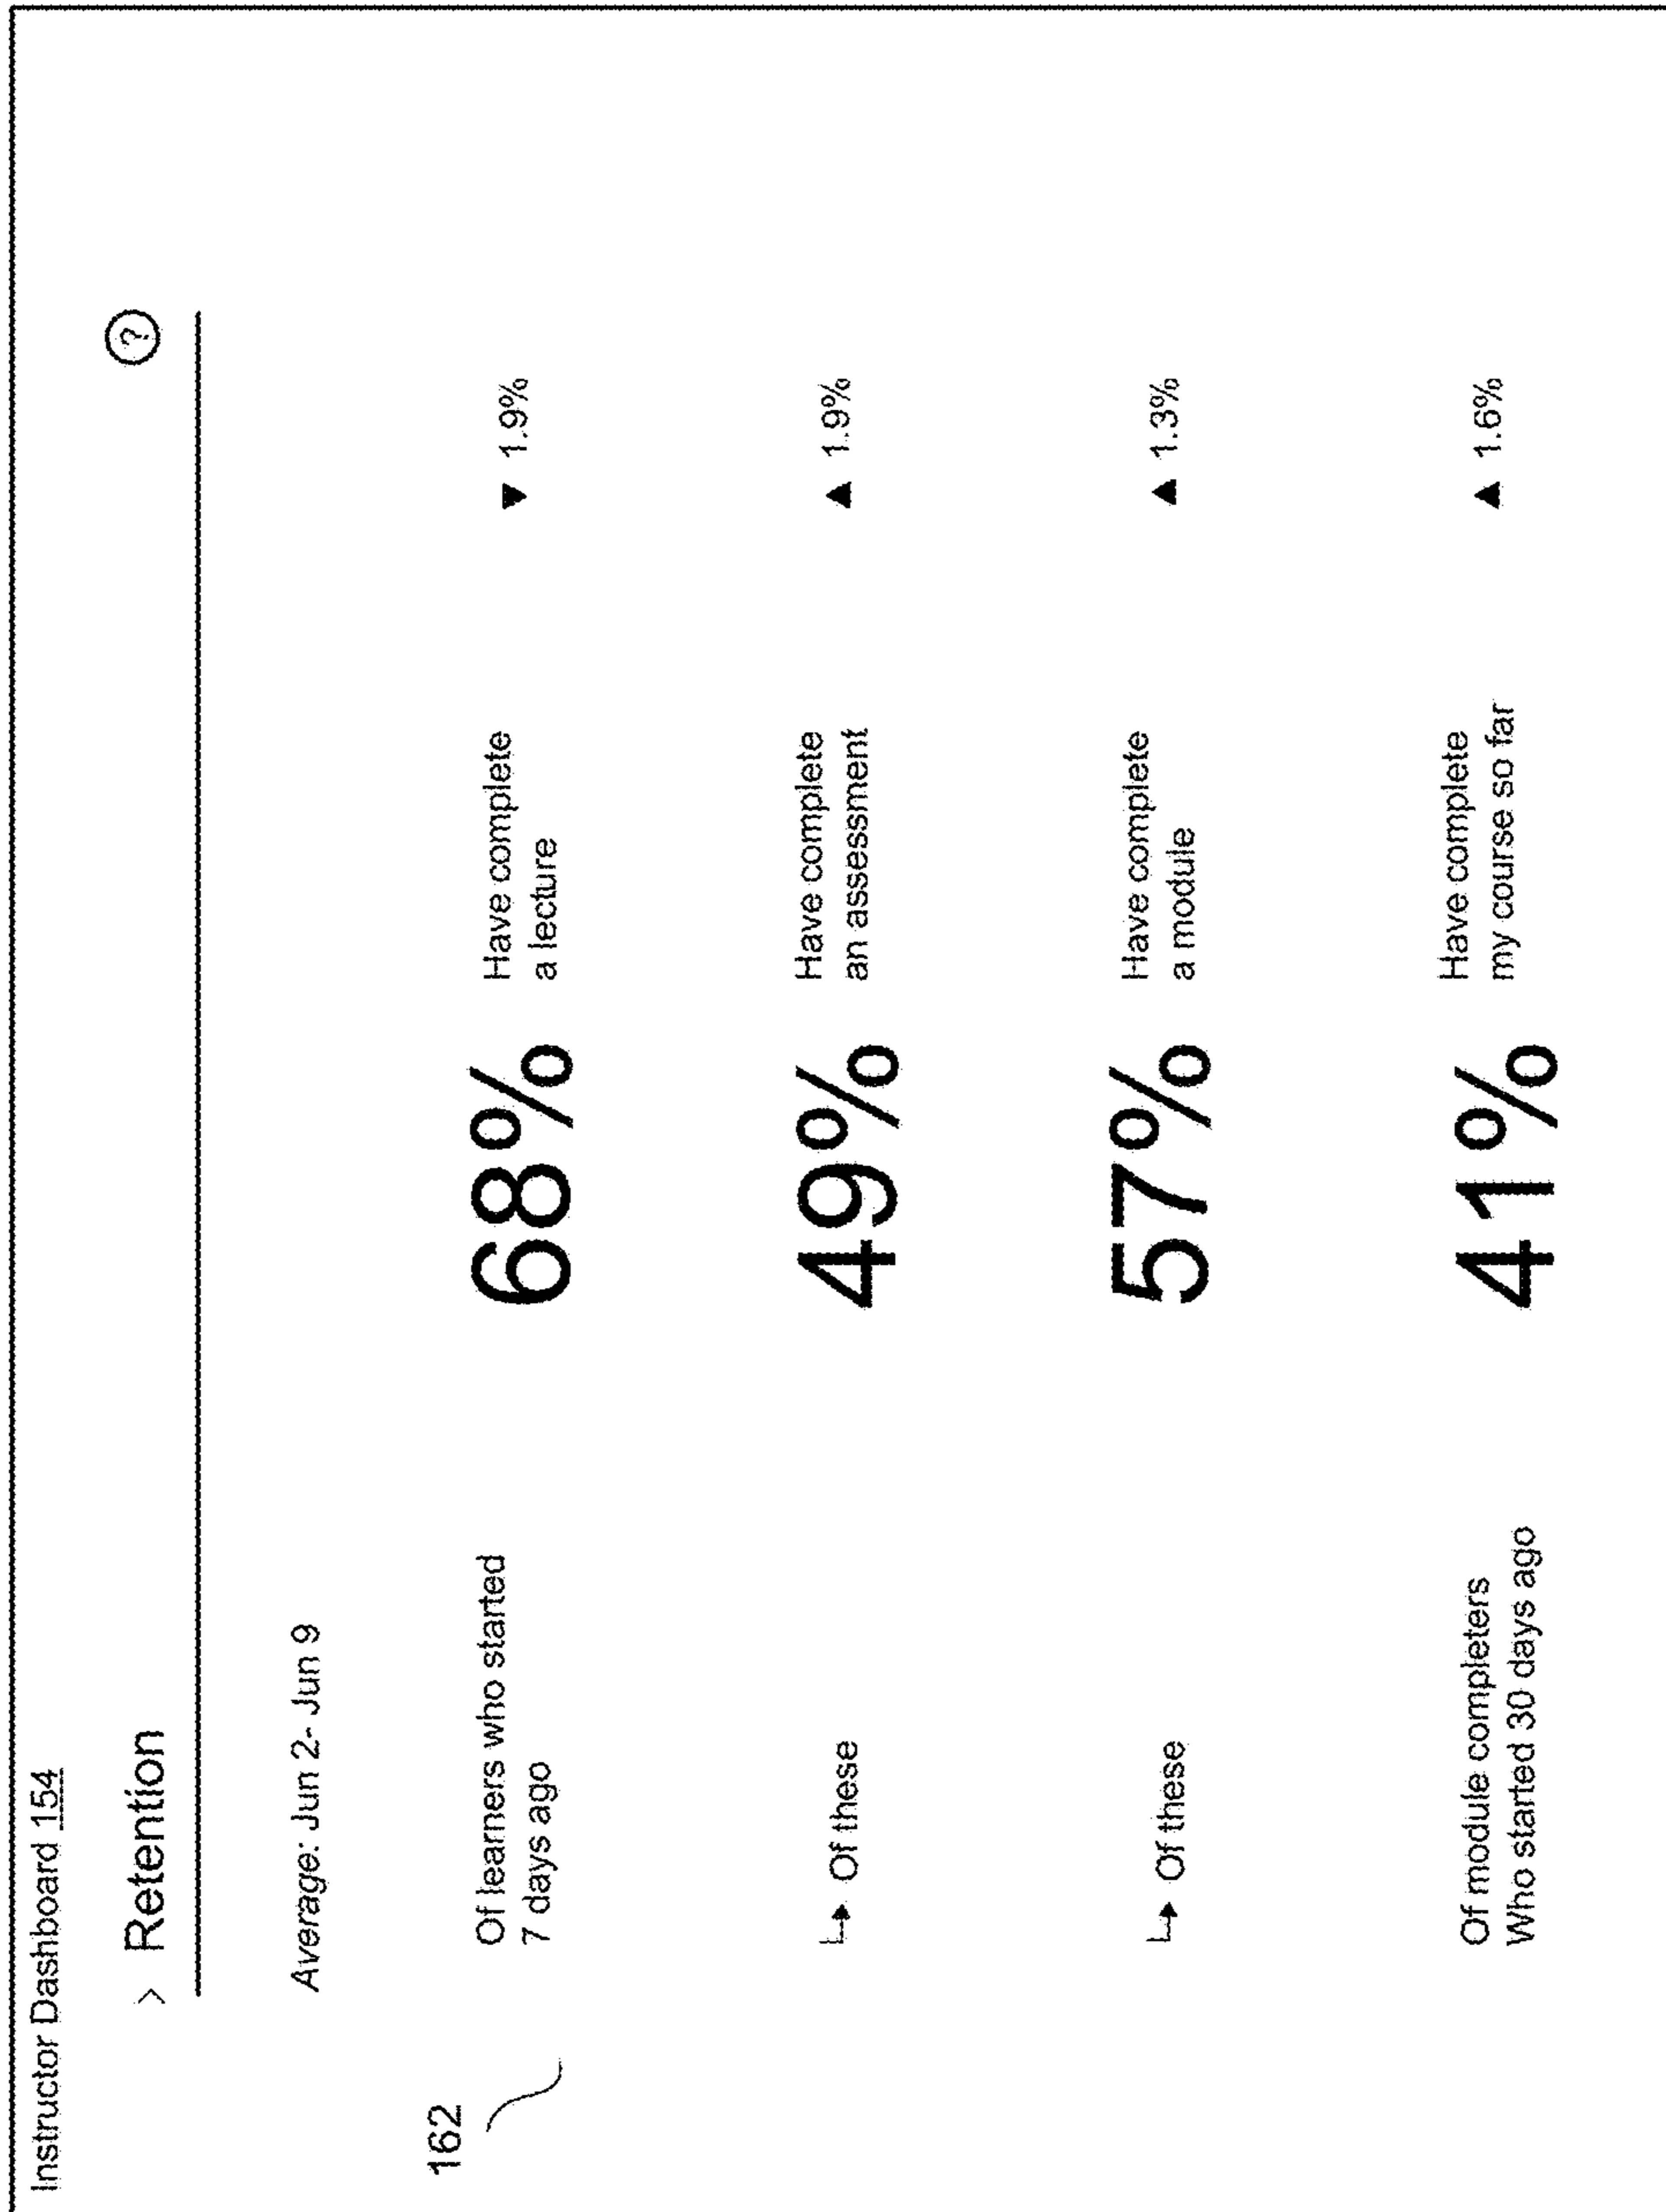 Instructor Dashboard 154
> Retention
?
Average: Jun 2- Jun 9
162
Of learners who started
7 days ago
68%
Have complete
a lecture
▼ 1.9%
Of these
49%
Have complete
an assessment
▲ 1.9%
Of these
57%
Have complete
a module
▲ 1.3%
Of module completers
Who started 30 days ago
41%
Have complete
my course so far
▲ 1.6%